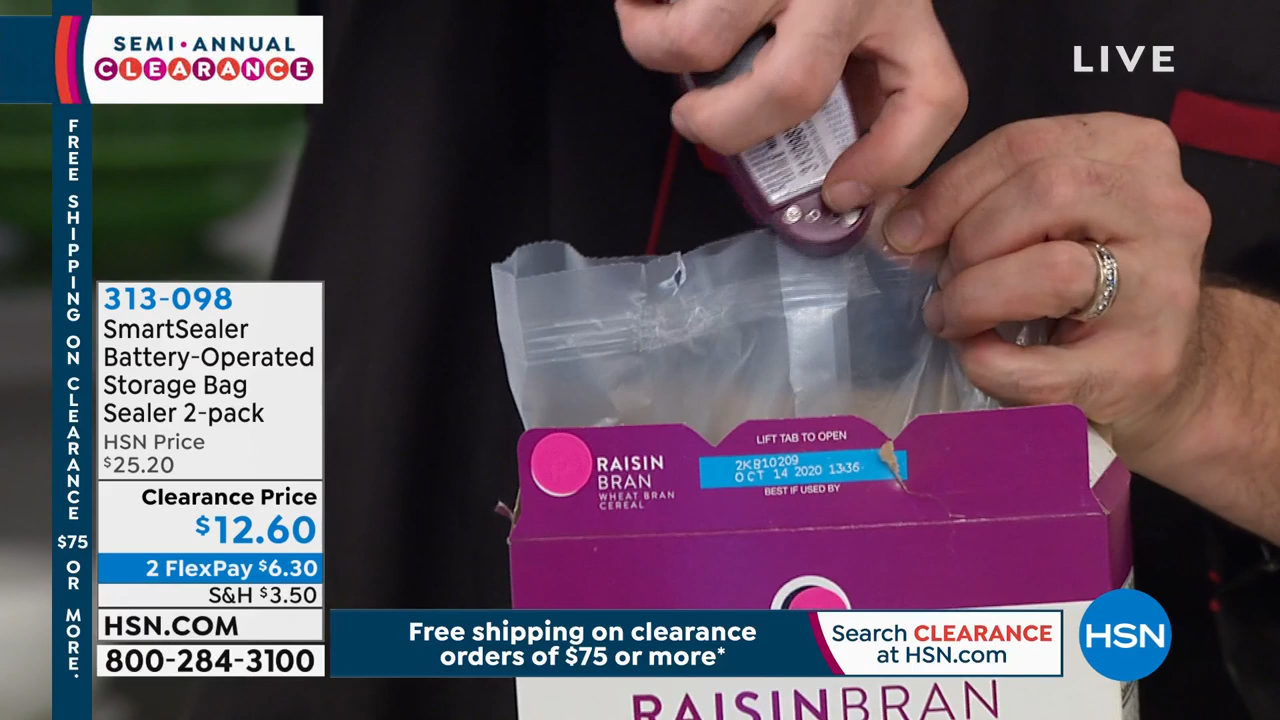 SEMI•ANNUAL
CLEARANCE
LIVE
FREE SHIPPING ON CLEARANCE $75 OR MORE.
313-098
SmartSealer
Battery-Operated
Storage Bag
Sealer 2-pack
HSN Price
$25.20
Clearance Price
$12.60
2 FlexPay $6.30
S&H $3.50
HSN.COM
800-284-3100
LIFT TAB TO OPEN
RAISIN
BRAN
WHEAT BRAN
CEREAL
2KB10209
OCT 14 2020 13:36
BEST IF USED BY
Free shipping on clearance
orders of $75 or more*
Search CLEARANCE
at HSN.com
HSN
RAISINBRAN